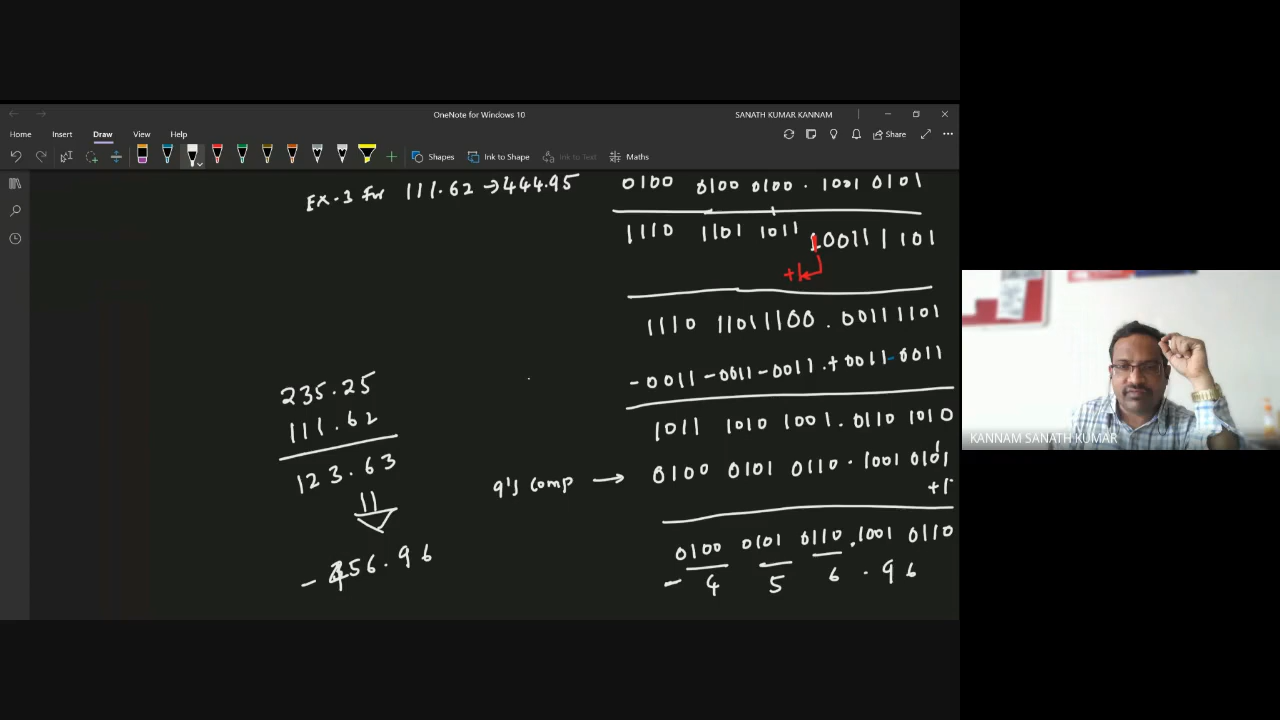 OneNote for Windows 10
SANATH KUMAR KANNAM
Home Insert Draw View Help
Share
Shapes Ink to Shape Ink to Text Maths
Ex-3 for 111.62 → 444.95
0100 0100 0100 . 1001 0101
1110 1101 1011 10011 1 101
+1
1110 11011100 . 00111101
-0011 -0011 -0011 . +0011 -0011
1011 1010 1001 . 0110 1010
9's comp → 0100 0101 0110 . 1001 0101
+1
0100 0101 0110 . 1001 0110
- 4 5 6 . 9 6
235.25
111.62
123.63
- 456.96
KANNAM SANATH KUMAR